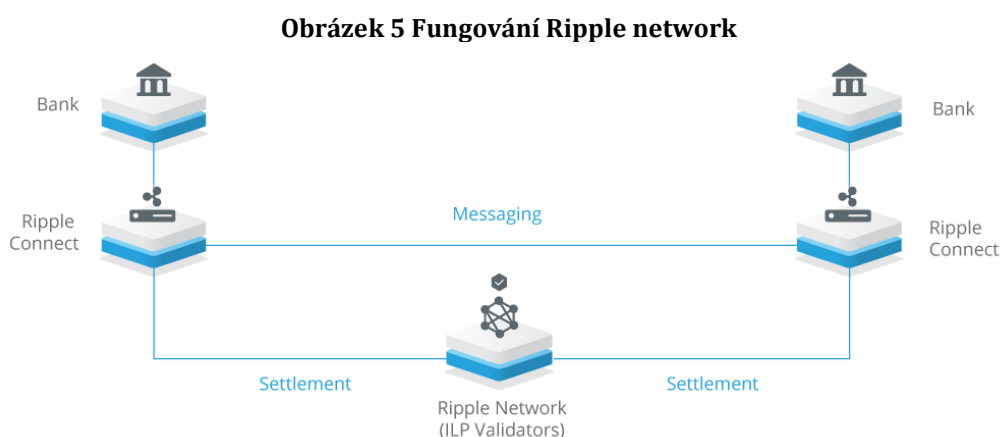 Obrázek 5 Fungování Ripple network
Bank
Bank
Ripple
Connect
Messaging
Ripple
Connect
Settlement
Settlement
Ripple Network
(ILP Validators)